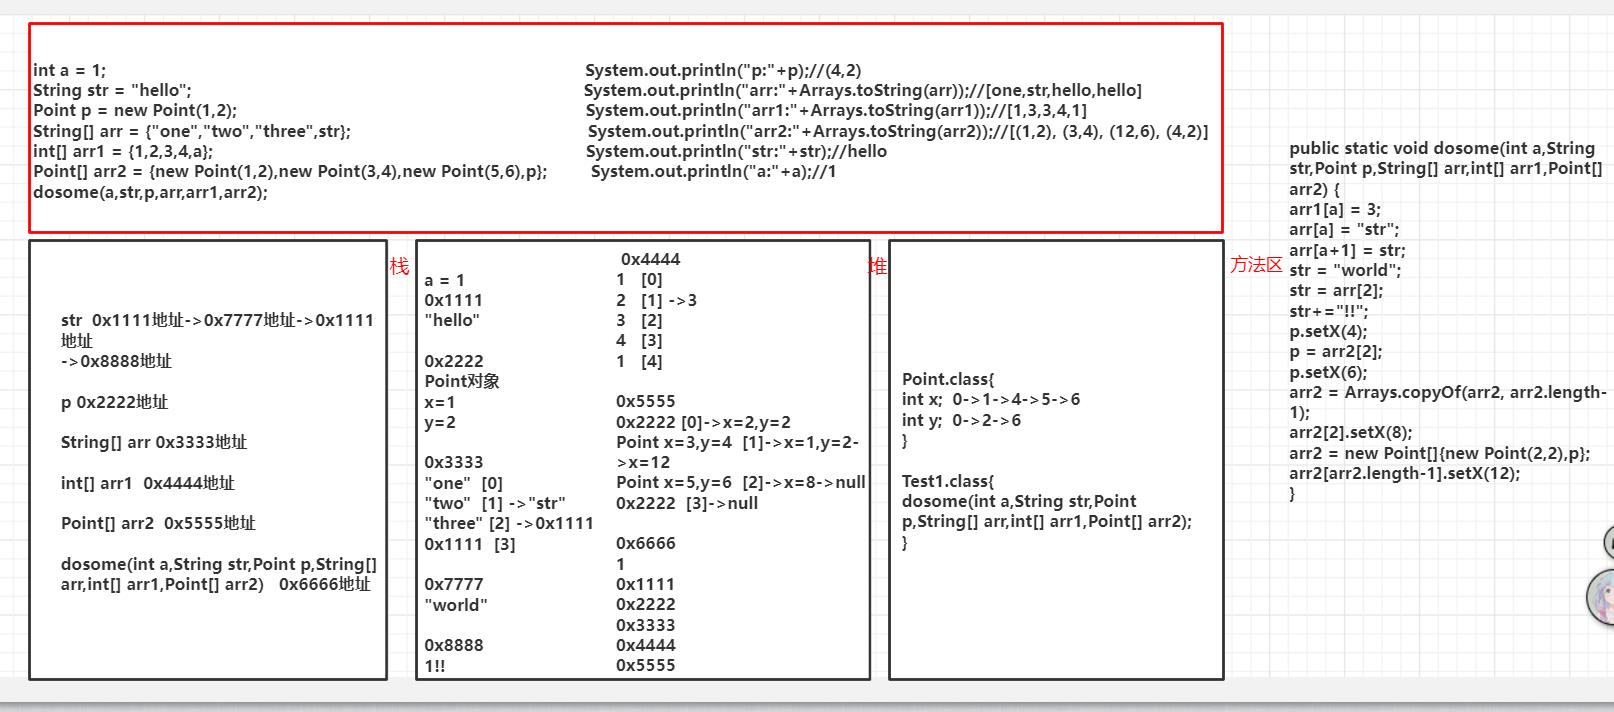 int a = 1;
String str = "hello";
Point p = new Point(1,2);
String[] arr = {"one","two","three",str};
int[] arr1 = {1,2,3,4,a};
Point[] arr2 = {new Point(1,2),new Point(3,4),new Point(5,6),p};
dosome(a,str,p,arr,arr1,arr2);
System.out.println("p:"+p);//(4,2)
System.out.println("arr:"+Arrays.toString(arr));//[one,str,hello,hello]
System.out.println("arr1:"+Arrays.toString(arr1));//[1,3,3,4,1]
System.out.println("arr2:"+Arrays.toString(arr2));//[(1,2), (3,4), (12,6), (4,2)]
System.out.println("str:"+str);//hello
System.out.println("a:"+a);//1
str 0x1111地址->0x7777地址->0x1111
地址
->0x8888地址
p 0x2222地址
String[] arr 0x3333地址
int[] arr1 0x4444地址
Point[] arr2 0x5555地址
dosome(int a,String str,Point p,String[]
arr,int[] arr1,Point[] arr2) 0x6666地址
栈
a = 1
0x1111
"hello"
0x2222
Point对象
x=1
y=2
0x3333
"one" [0]
"two" [1] ->"str"
"three" [2] ->0x1111
0x1111 [3]
0x7777
"world"
0x8888
1!!
0x4444
1 [0]
2 [1] ->3
3 [2]
4 [3]
1 [4]
0x5555
0x2222 [0]->x=2,y=2
Point x=3,y=4 [1]->x=1,y=2-
>x=12
Point x=5,y=6 [2]->x=8->null
0x2222 [3]->null
0x6666
1
0x1111
0x2222
0x3333
0x4444
0x5555
堆
Point.class{
int x; 0->1->4->5->6
int y; 0->2->6
}
Test1.class{
dosome(int a,String str,Point
p,String[] arr,int[] arr1,Point[] arr2);
}
方法区
public static void dosome(int a,String
str,Point p,String[] arr,int[] arr1,Point[]
arr2) {
arr1[a] = 3;
arr[a] = "str";
arr[a+1] = str;
str = "world";
str = arr[2];
str+="!!";
p.setX(4);
p = arr2[2];
p.setX(6);
arr2 = Arrays.copyOf(arr2, arr2.length-
1);
arr2[2].setX(8);
arr2 = new Point[]{new Point(2,2),p};
arr2[arr2.length-1].setX(12);
}